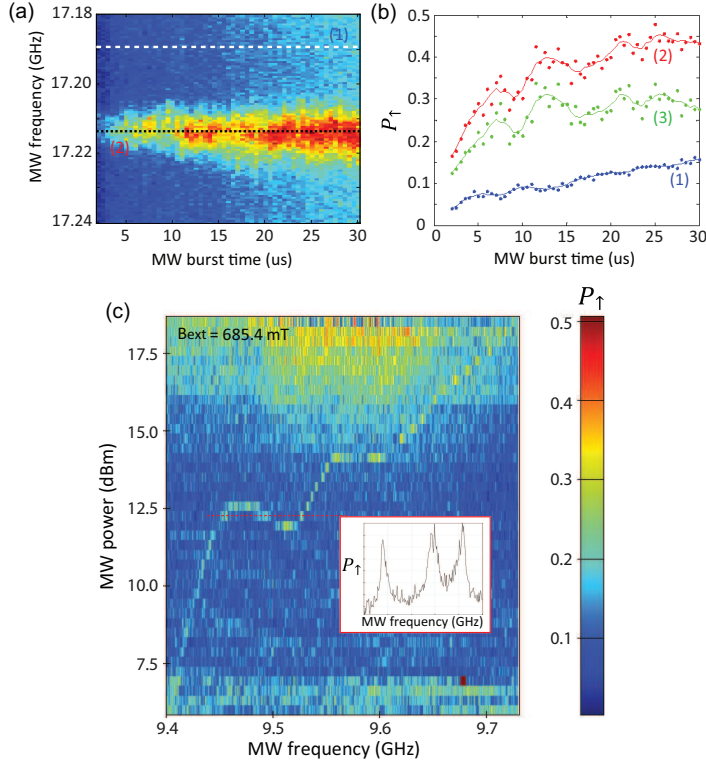 (a)
MW frequency (GHz)
17.18
17.20
17.22
17.24
(1)
(2)
5 10 15 20 25 30
MW burst time (us)
(b)
P↑
0.5
0.4
0.3
0.2
0.1
0
(2)
(3)
(1)
0 5 10 15 20 25 30
MW burst time (us)
(c)
Bext = 685.4 mT
MW power (dBm)
17.5
15.0
12.5
10.0
7.5
P↑
MW frequency (GHz)
9.4 9.5 9.6 9.7
MW frequency (GHz)
P↑
0.5
0.4
0.3
0.2
0.1